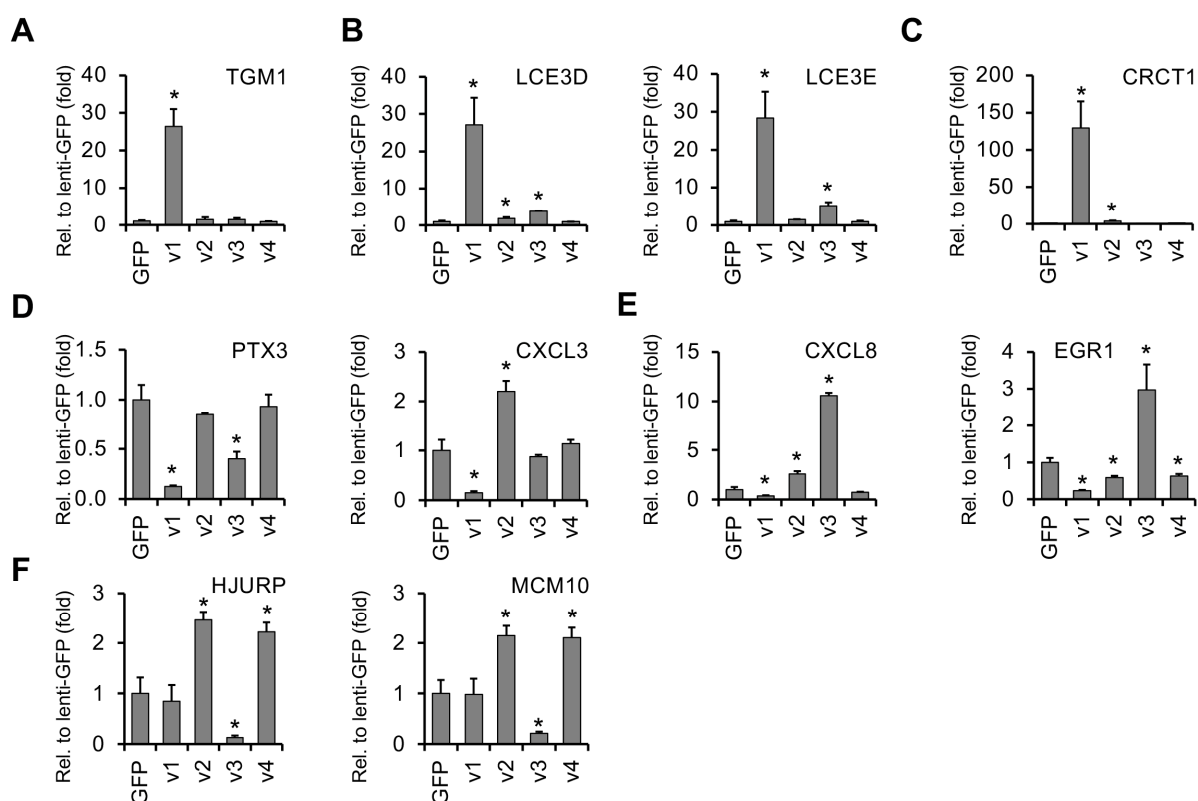 A
B
C
TGM1
Rel. to lenti-GFP (fold)
40
30
20
10
0
*
GFP
v1
v2
v3
v4
LCE3D
Rel. to lenti-GFP (fold)
40
30
20
10
0
*
*
*
GFP
v1
v2
v3
v4
LCE3E
Rel. to lenti-GFP (fold)
40
30
20
10
0
*
*
GFP
v1
v2
v3
v4
CRCT1
Rel. to lenti-GFP (fold)
200
150
100
50
0
*
*
GFP
v1
v2
v3
v4
D
E
PTX3
Rel. to lenti-GFP (fold)
1.5
1.0
0.5
0.0
*
*
GFP
v1
v2
v3
v4
CXCL3
Rel. to lenti-GFP (fold)
3
2
1
0
*
*
GFP
v1
v2
v3
v4
CXCL8
Rel. to lenti-GFP (fold)
15
10
5
0
*
*
*
GFP
v1
v2
v3
v4
EGR1
Rel. to lenti-GFP (fold)
4
3
2
1
0
*
*
*
*
GFP
v1
v2
v3
v4
F
HJURP
Rel. to lenti-GFP (fold)
3
2
1
0
*
*
*
GFP
v1
v2
v3
v4
MCM10
Rel. to lenti-GFP (fold)
3
2
1
0
*
*
*
GFP
v1
v2
v3
v4